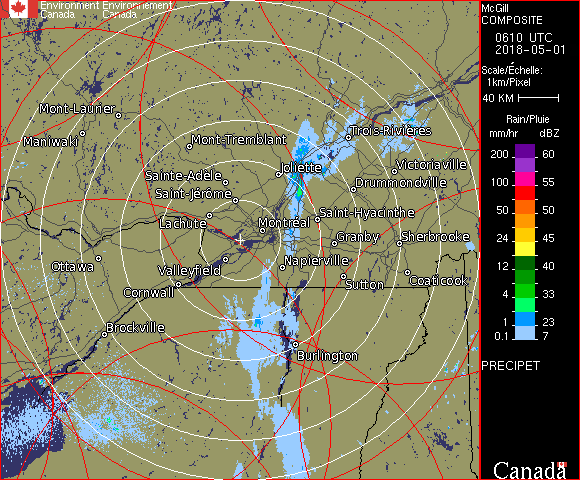 Environment Environnement
Canada Canada
McGill
COMPOSITE
0610 UTC
2018-05-01
Scale/Échelle:
1km/Pixel
40 KM
Rain/Pluie
mm/hr dBZ
200 60
100 55
50 50
24 45
12 40
4 33
1 23
0.1 7
PRECIPET
Canada
Mont-Laurier
Maniwaki
Mont-Tremblant
Trois-Rivières
Joliette
Victoriaville
Sainte-Adèle
Drummondville
Saint-Jérôme
Saint-Hyacinthe
Lachute
Montréal
Granby
Sherbrooke
Ottawa
Napierville
Valleyfield
Sutton
Coaticook
Cornwall
Brockville
Burlington